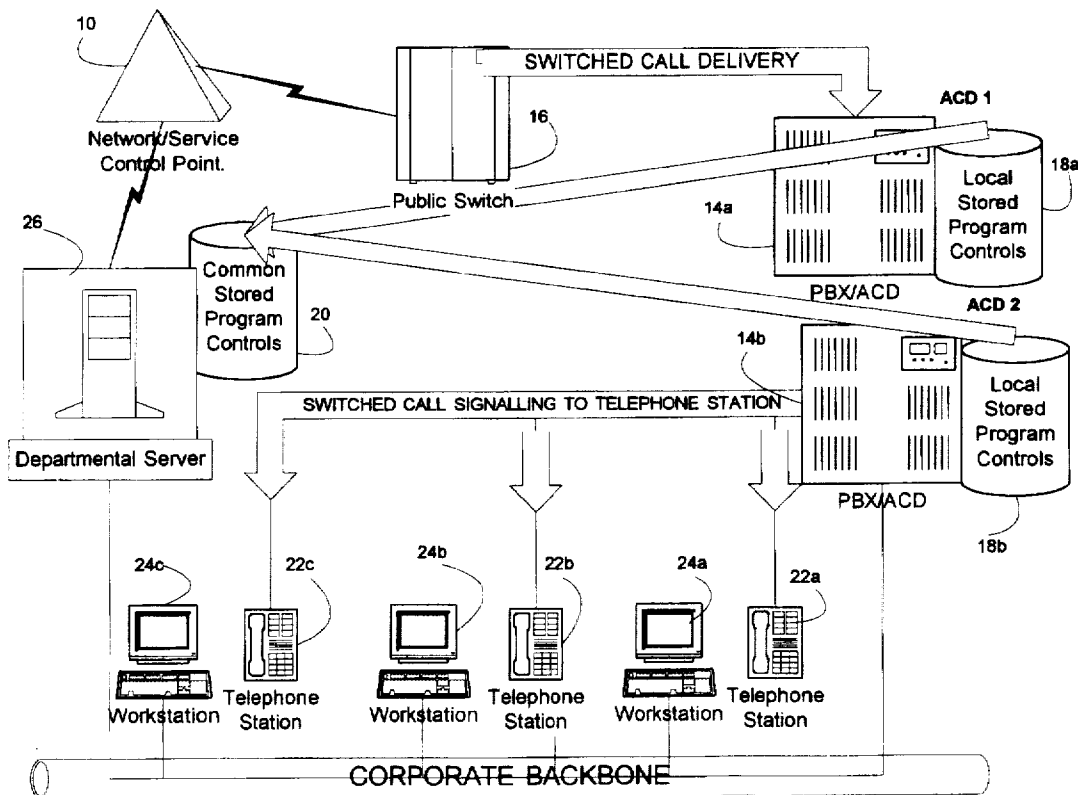 10
SWITCHED CALL DELIVERY
ACD 1
Network/Service
Control Point.
16
Public Switch
14a
18a
Local
Stored
Program
Controls
26
PBX/ACD
Common
Stored
Program
Controls
20
ACD 2
14b
Local
Stored
Program
Controls
SWITCHED CALL SIGNALLING TO TELEPHONE STATION
Departmental Server
PBX/ACD
18b
24c
22c
24b
22b
24a
22a
Workstation
Telephone
Station
Workstation
Telephone
Station
Workstation
Telephone
Station
CORPORATE BACKBONE